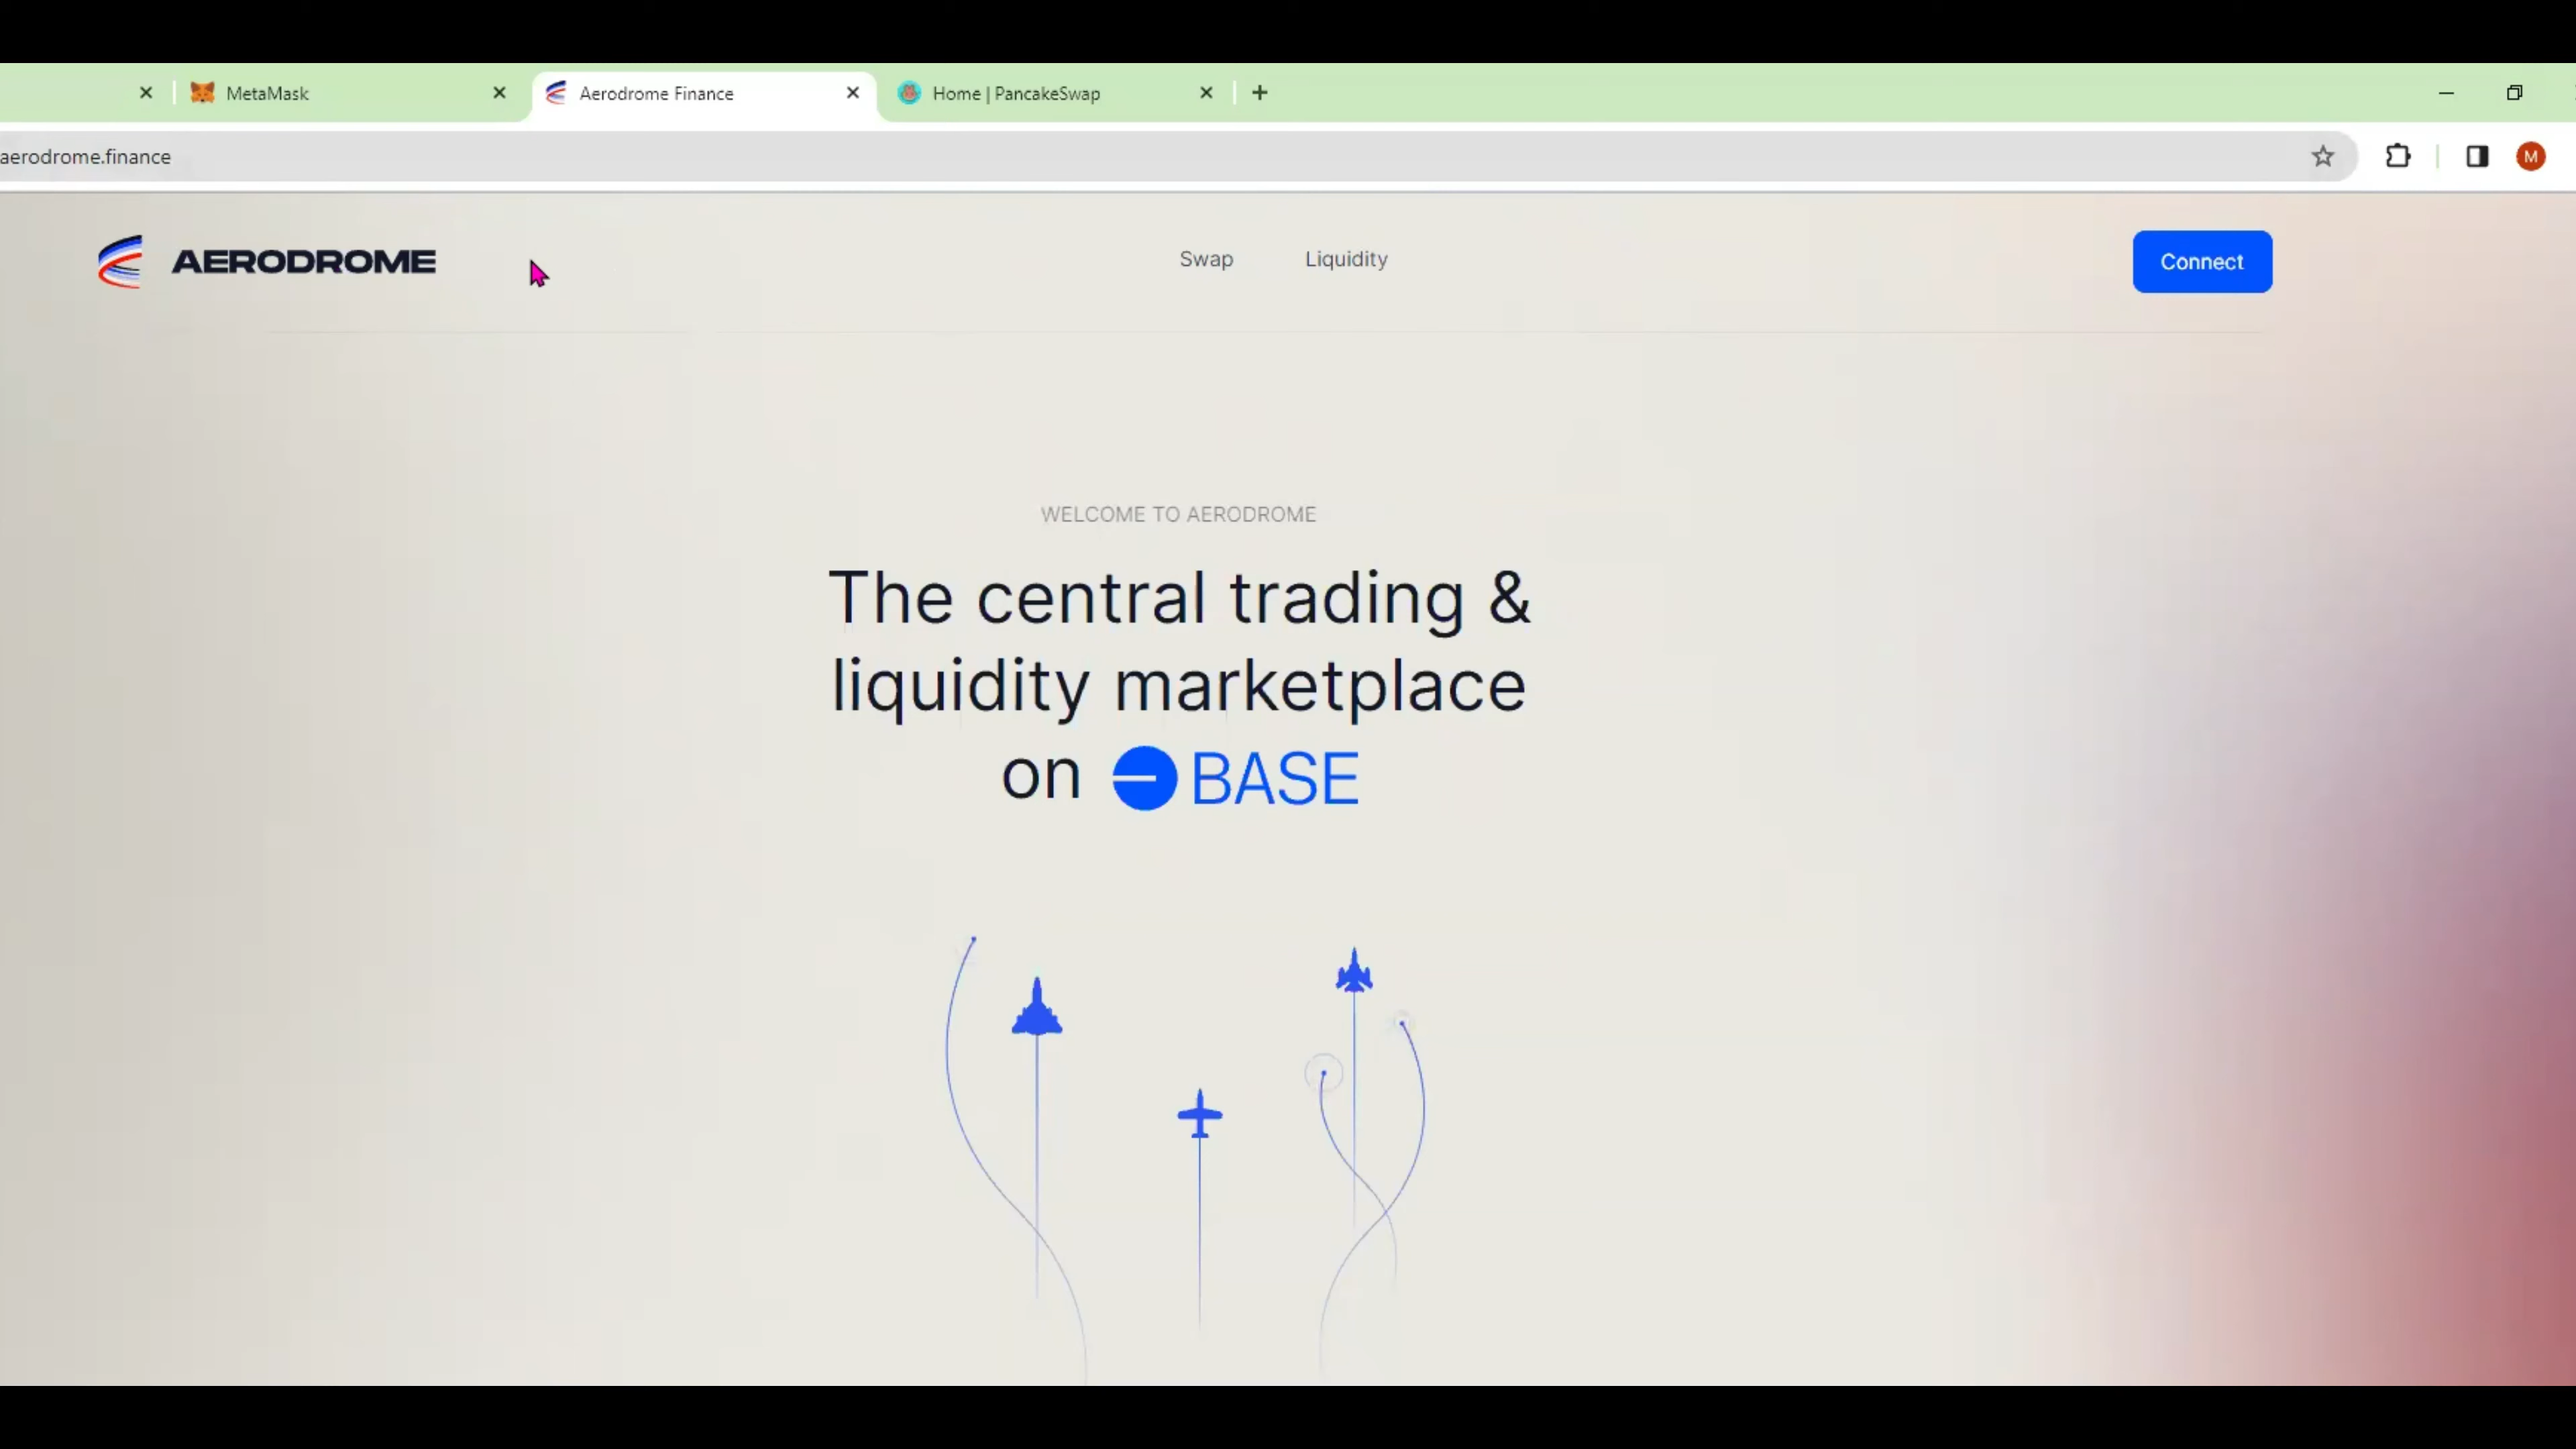 MetaMask
Aerodrome Finance
Home | PancakeSwap
aerodrome.finance
M
AERODROME
Swap
Liquidity
Connect
WELCOME TO AERODROME
The central trading &
liquidity marketplace
on BASE